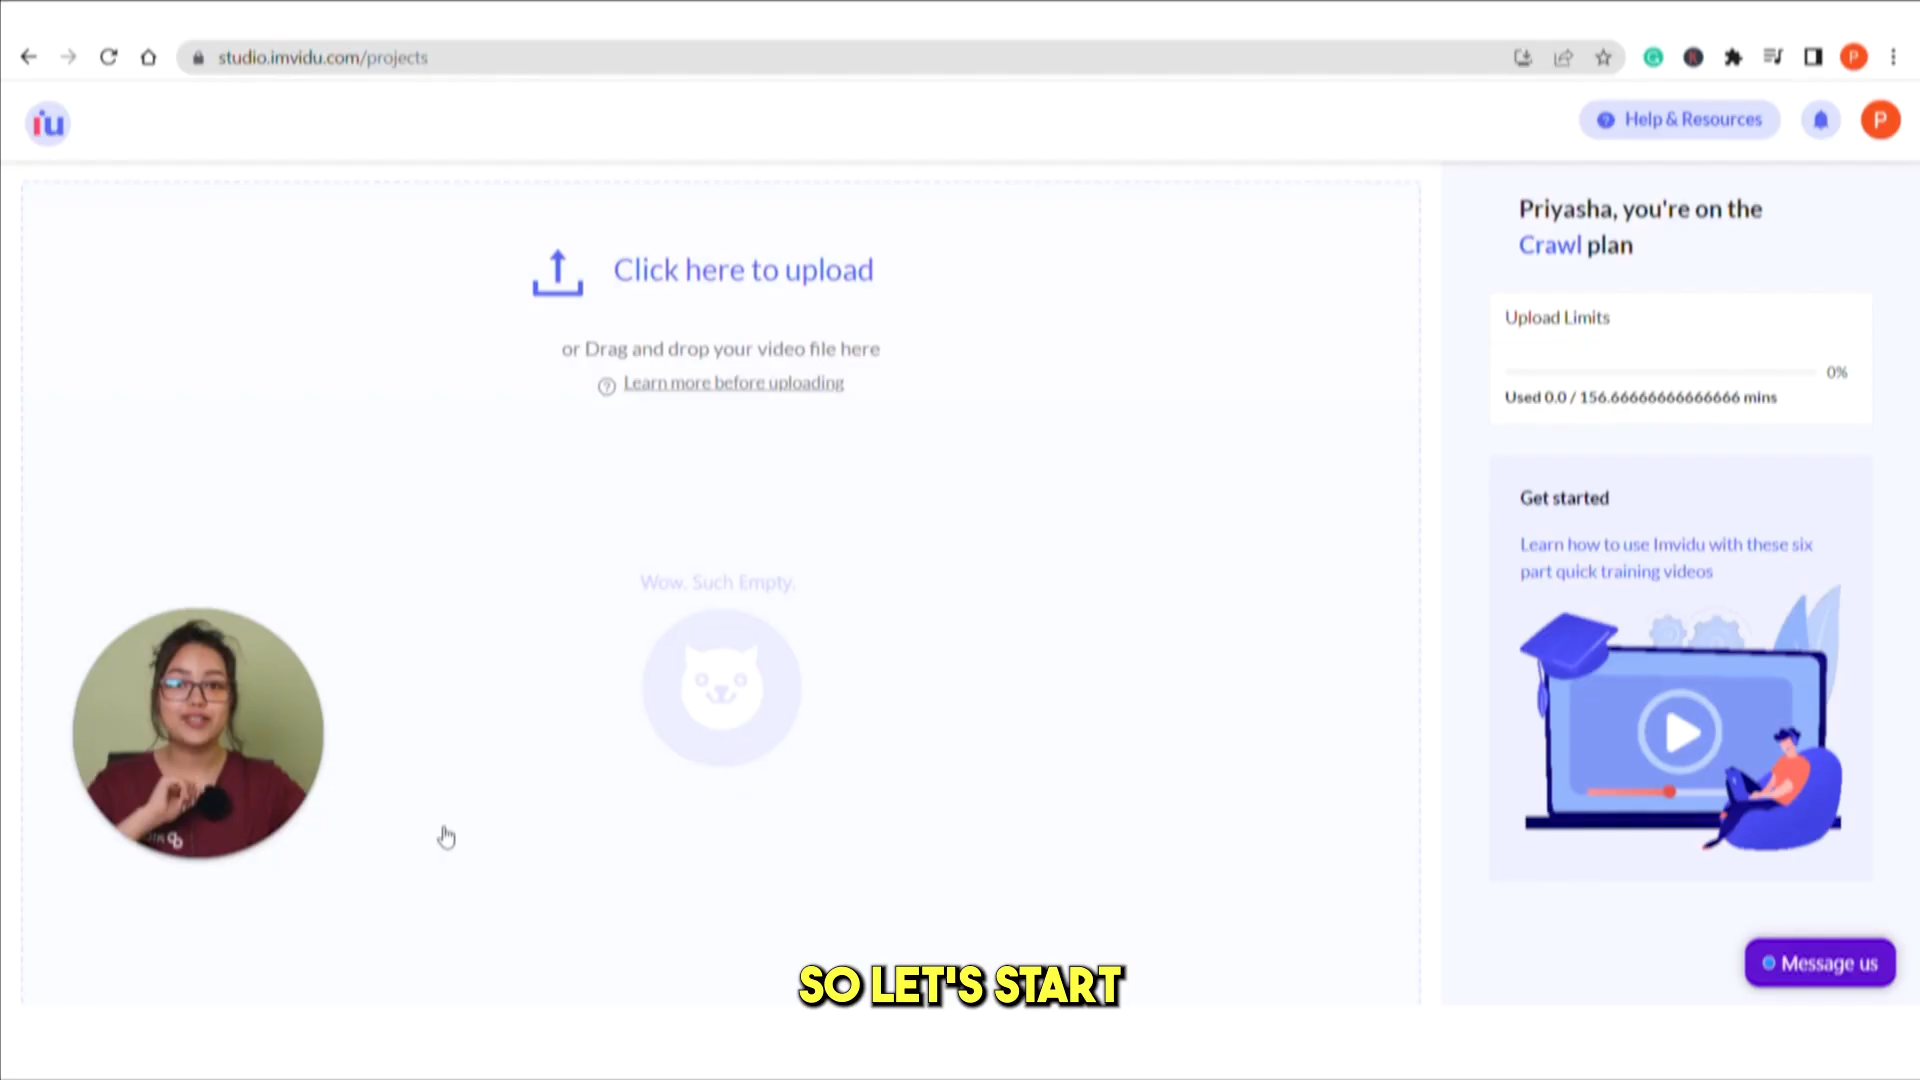 studio.imvidu.com/projects
P
iu
Help & Resources
P
Click here to upload
or Drag and drop your video file here
Learn more before uploading
Wow. Such Empty.
Priyasha, you're on the
Crawl plan
Upload Limits
0%
Used 0.0 / 156.66666666666666 mins
Get started
Learn how to use Imvidu with these six
part quick training videos
Message us
SO LET'S START